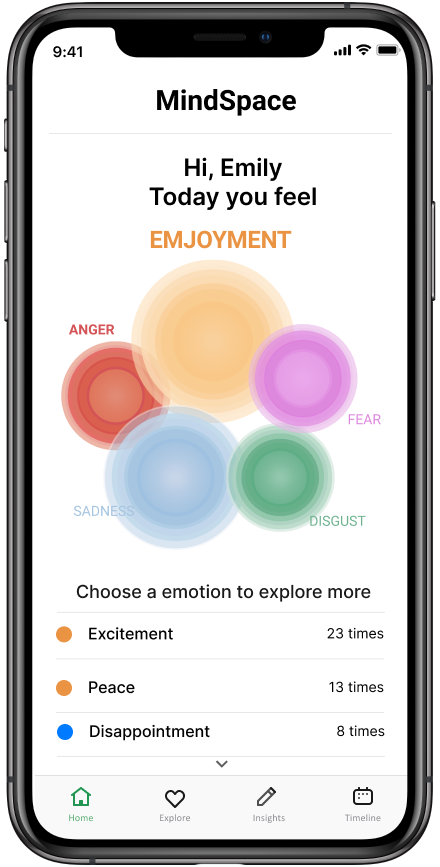 9:41
MindSpace
Hi, Emily
Today you feel
EMJOYMENT
ANGER
FEAR
SADNESS
DISGUST
Choose a emotion to explore more
Excitement 23 times
Peace 13 times
Disappointment 8 times
Home Explore Insights Timeline